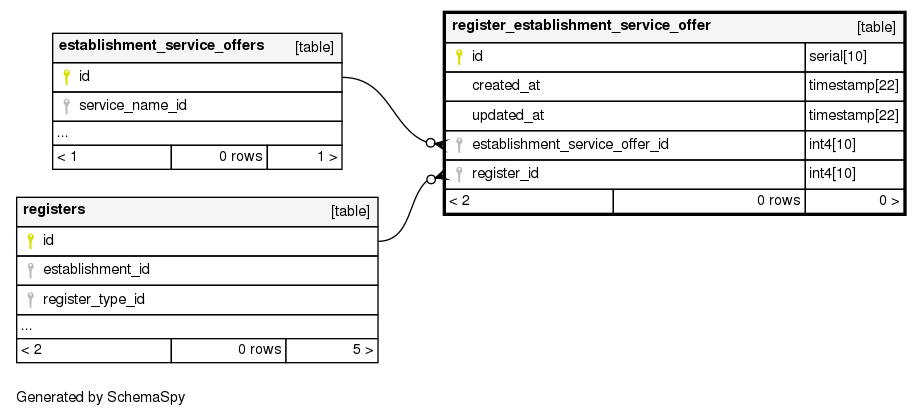 establishment_service_offers [table]
id
service_name_id
...
< 1 0 rows 1 >
register_establishment_service_offer [table]
id serial[10]
created_at timestamp[22]
updated_at timestamp[22]
establishment_service_offer_id int4[10]
register_id int4[10]
< 2 0 rows 0 >
registers [table]
id
establishment_id
register_type_id
...
< 2 0 rows 5 >
Generated by SchemaSpy